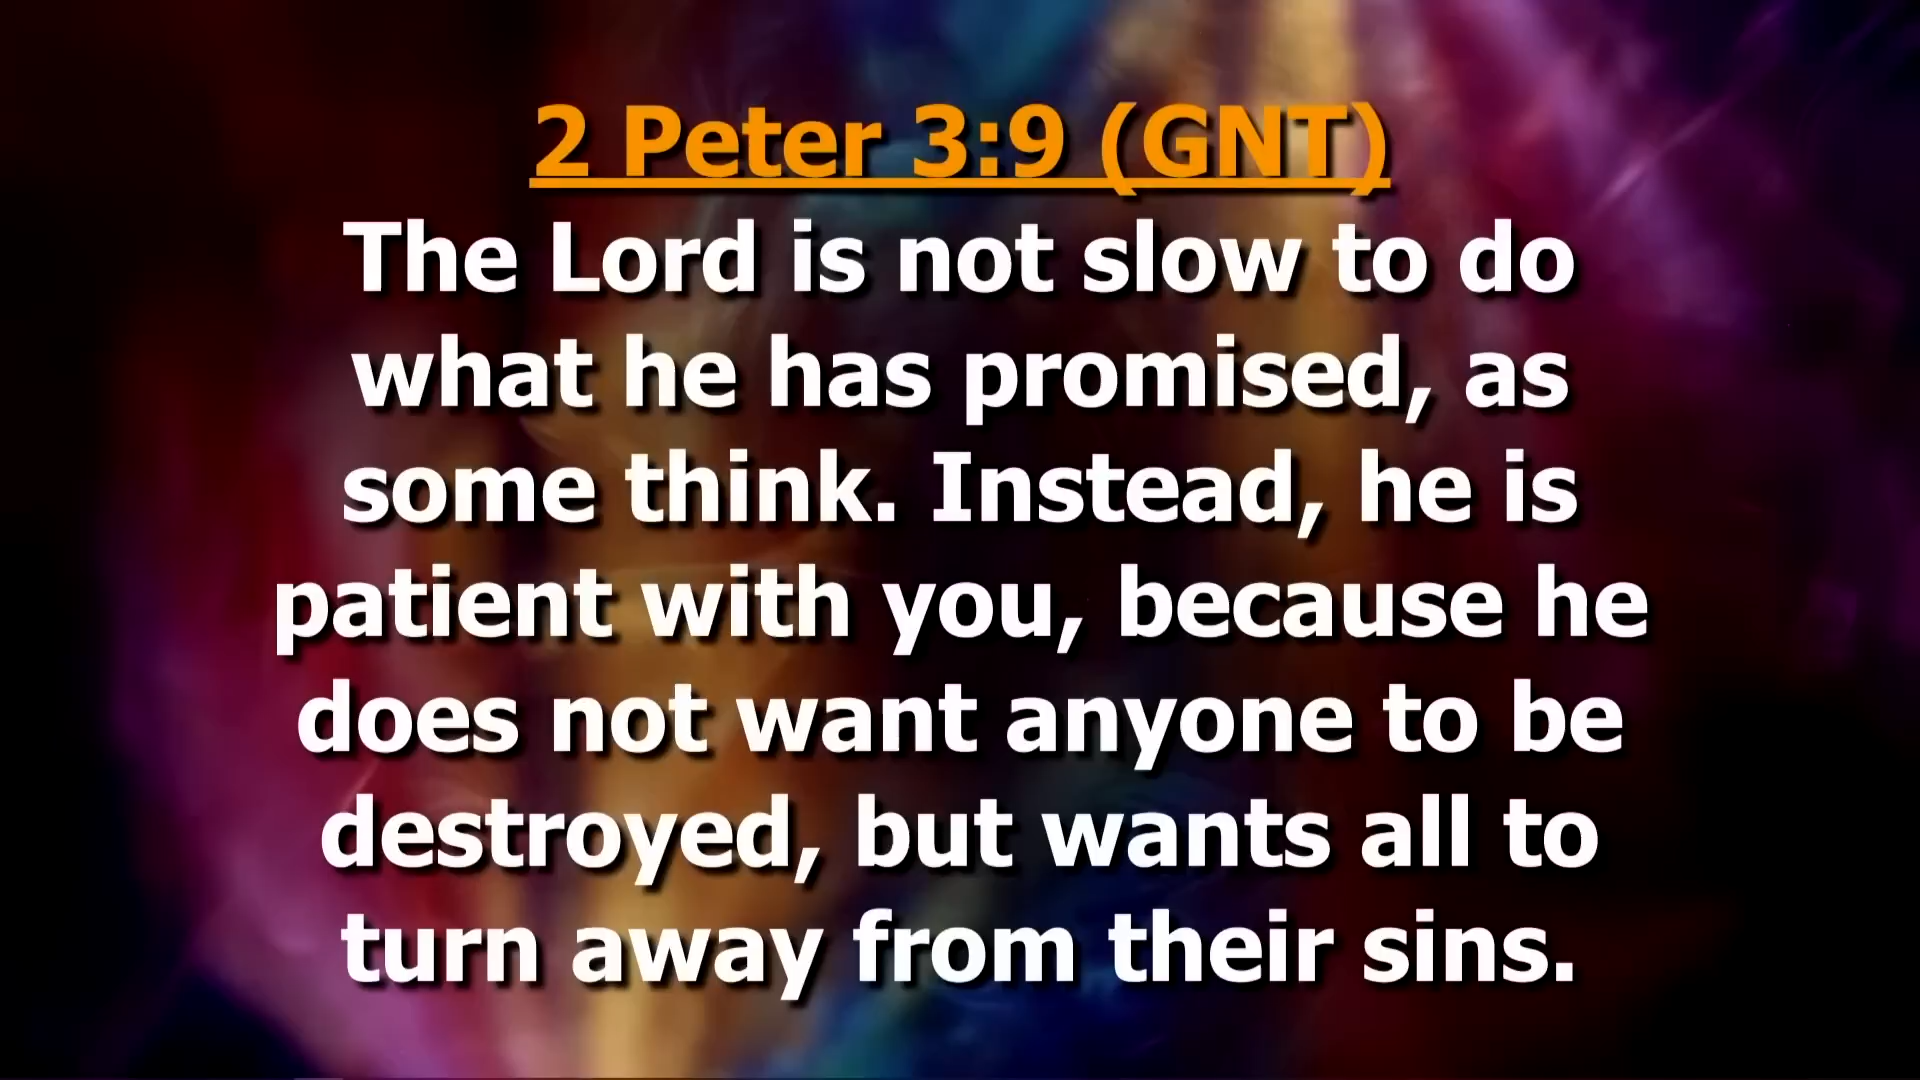 2 Peter 3:9 (GNT)
The Lord is not slow to do
what he has promised, as
some think. Instead, he is
patient with you, because he
does not want anyone to be
destroyed, but wants all to
turn away from their sins.